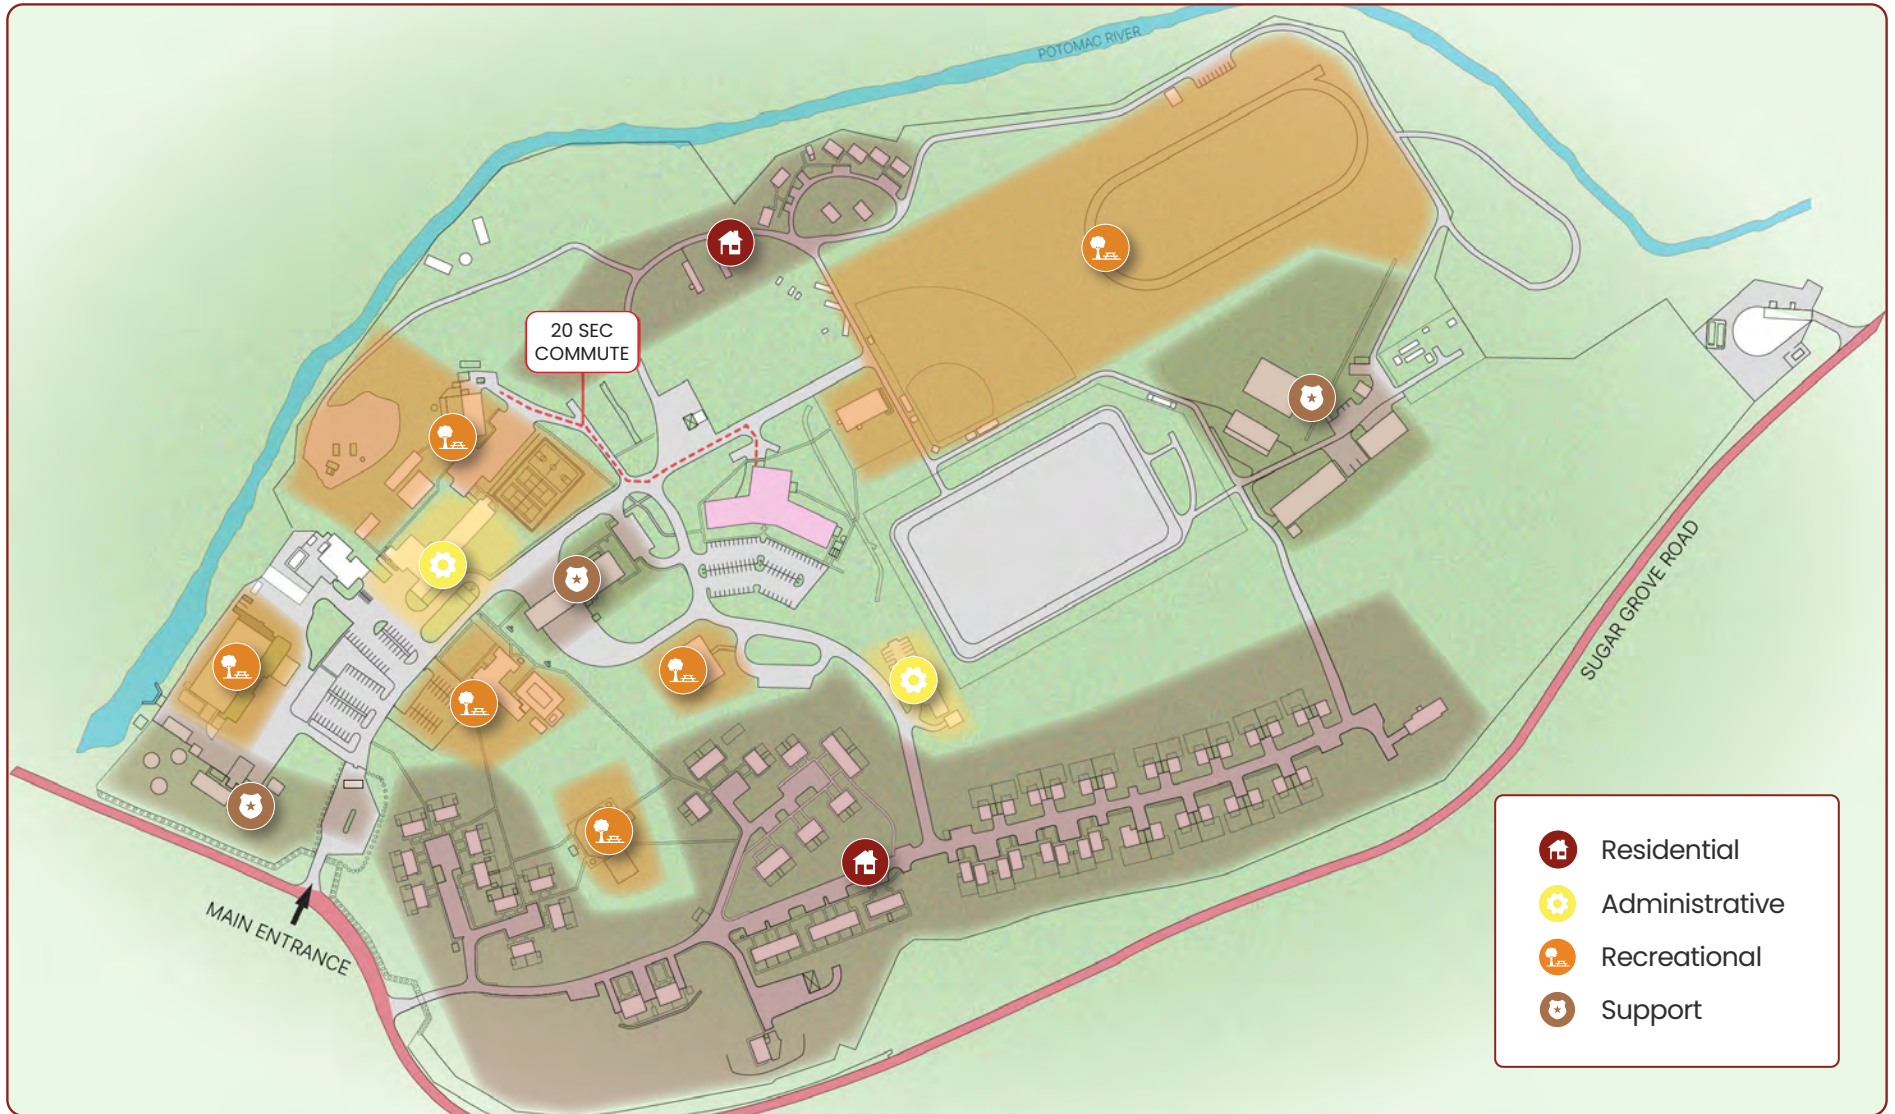 POTOMAC RIVER
20 SEC
COMMUTE
SUGAR GROVE ROAD
MAIN ENTRANCE
Residential
Administrative
Recreational
Support